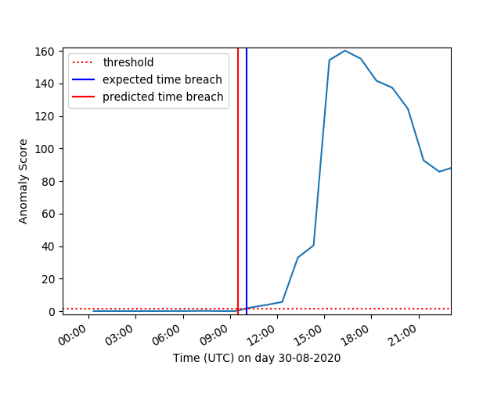 threshold
expected time breach
predicted time breach
160
140
120
100
80
60
40
20
0
Anomaly Score
00:00 03:00 06:00 09:00 12:00 15:00 18:00 21:00
Time (UTC) on day 30-08-2020